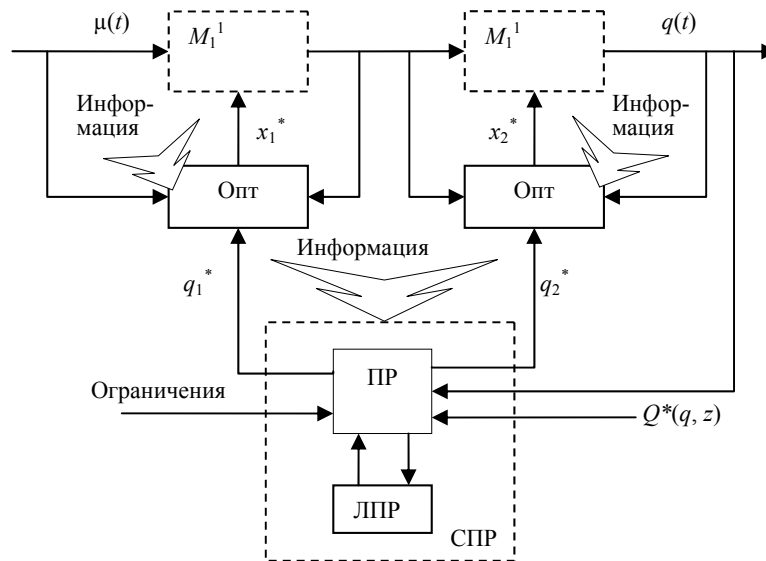 μ(t)
M₁¹
M₁¹
q(t)
Инфор-
мация
x₁*
x₂*
Инфор-
мация
Опт
Опт
Информация
q₁*
q₂*
ПР
Ограничения
Q*(q, z)
ЛПР
СПР